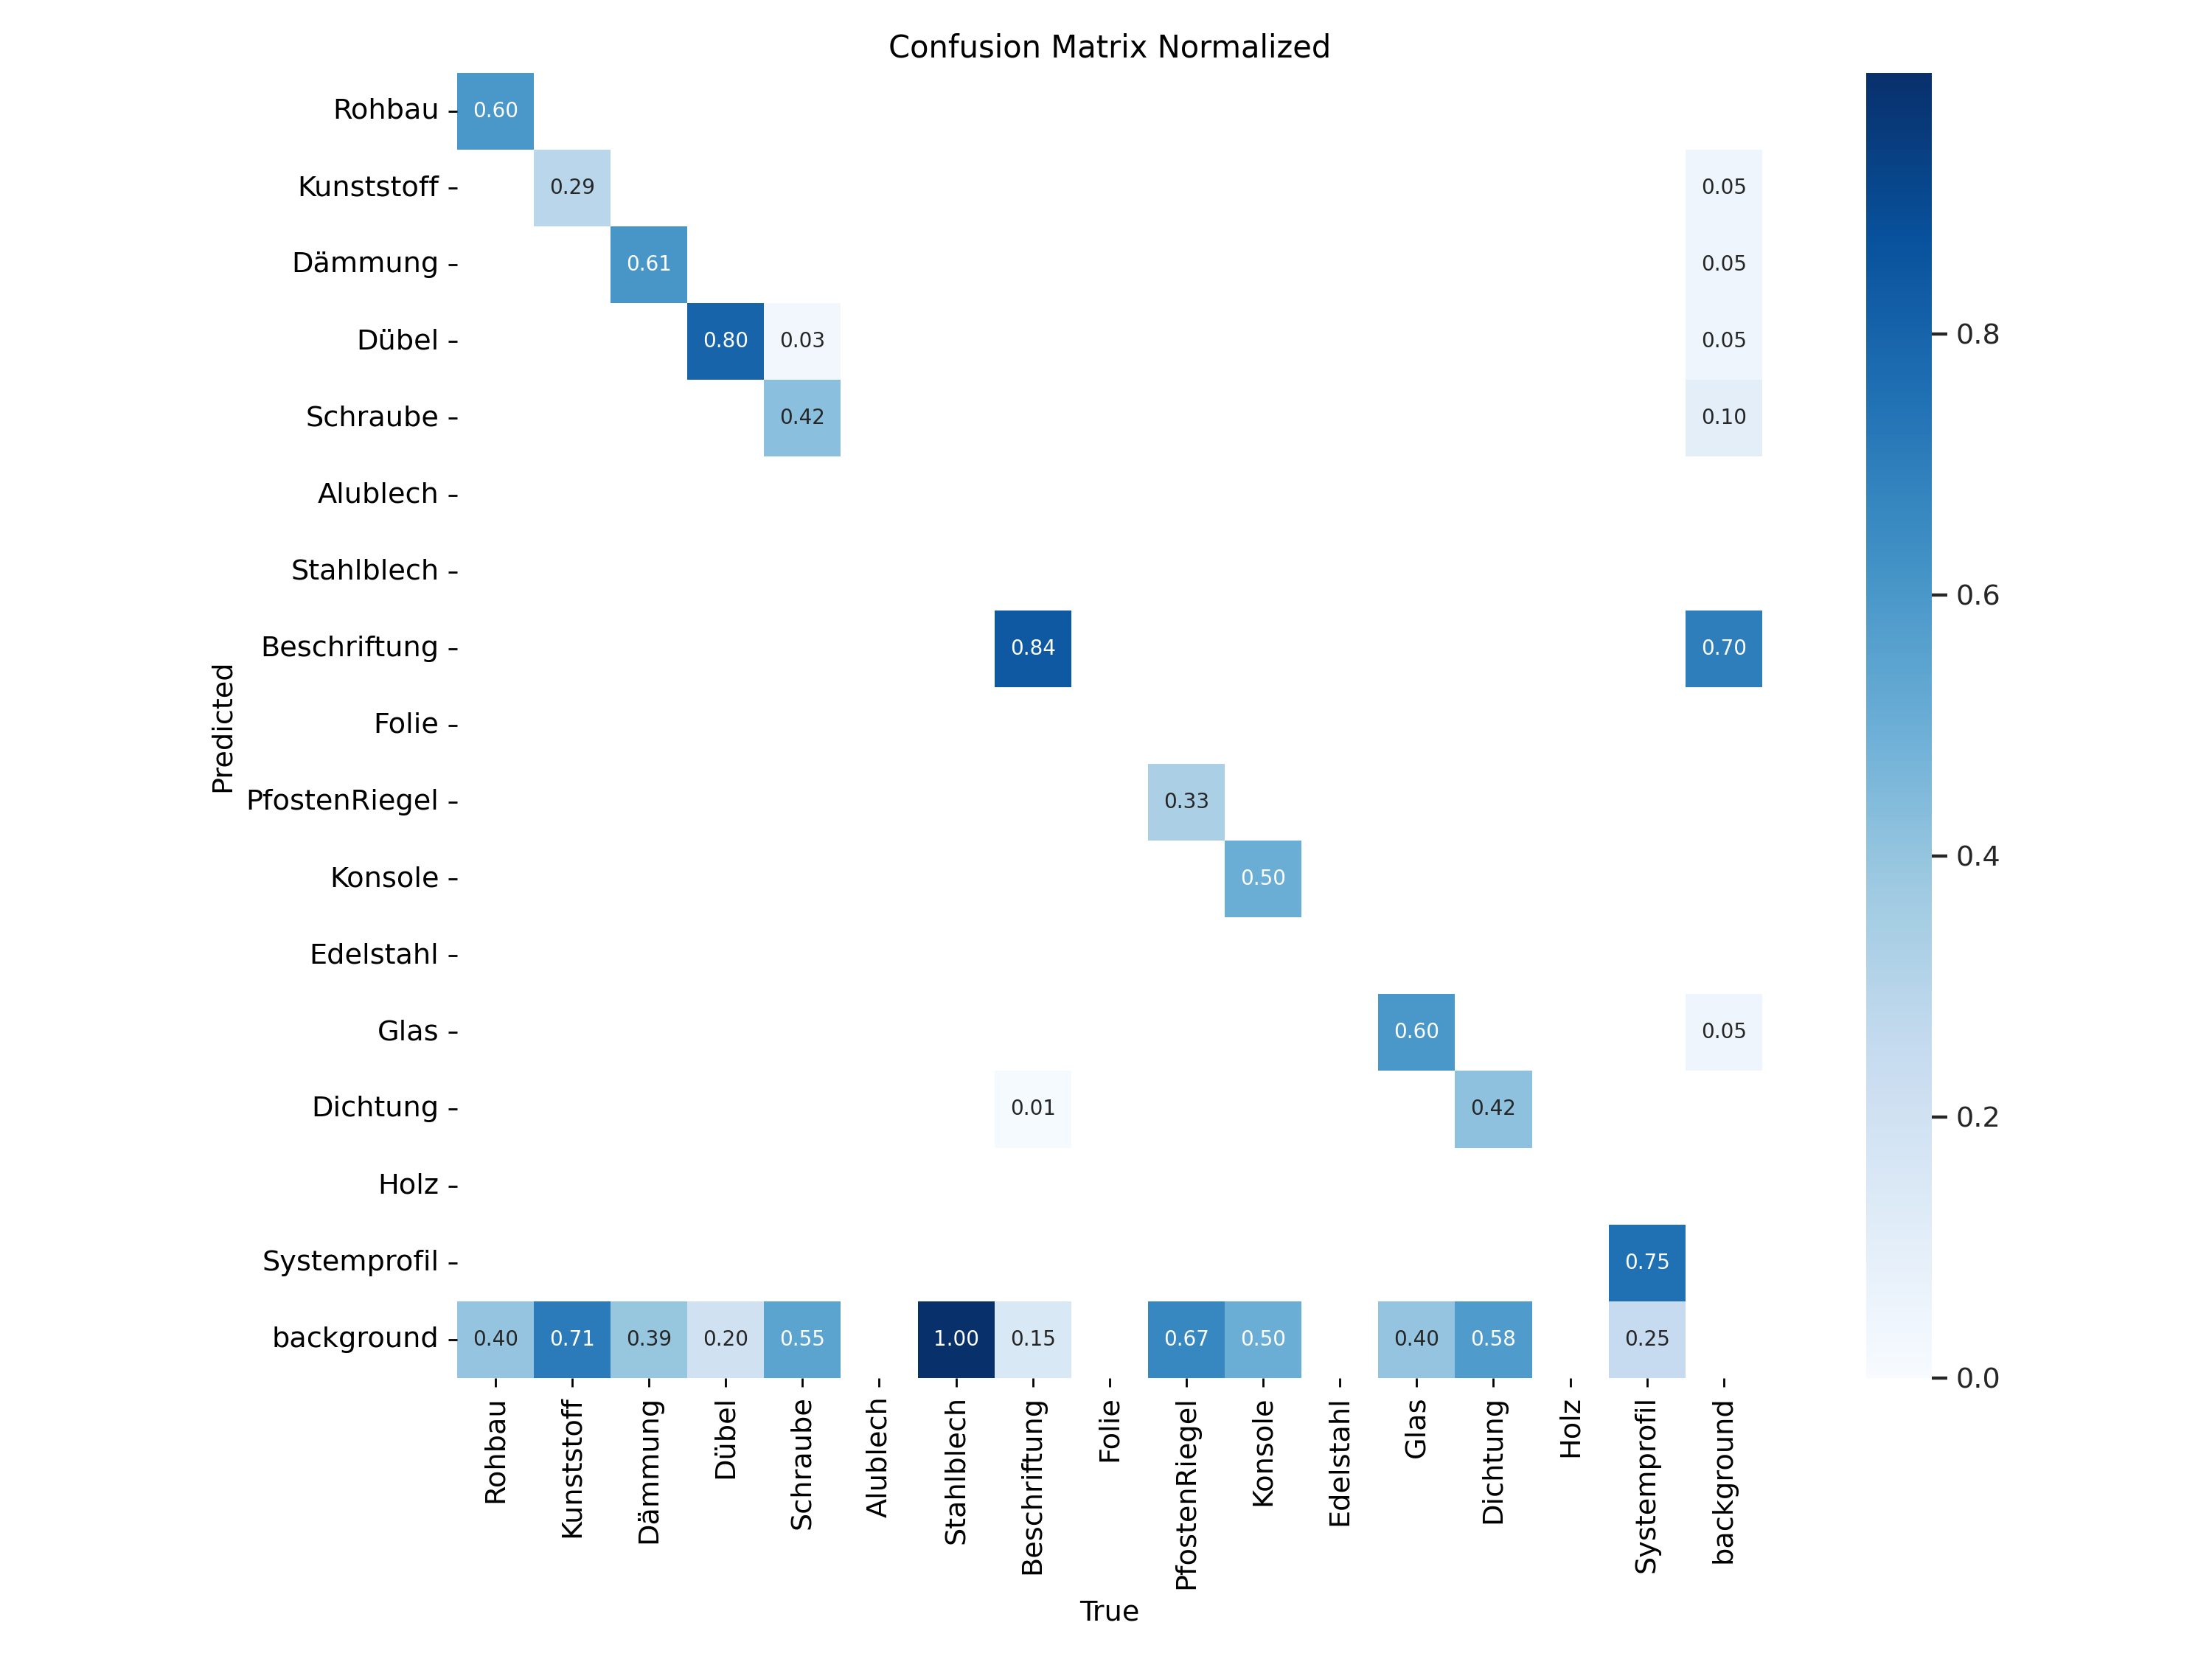 Confusion Matrix Normalized
Rohbau 0.60
Kunststoff 0.29 0.05
Dämmung 0.61 0.05
Dübel 0.80 0.03 0.05
Schraube 0.42 0.10
Alublech
Stahlblech
Beschriftung 0.84 0.70
Folie
PfostenRiegel 0.33
Konsole 0.50
Edelstahl
Glas 0.60 0.05
Dichtung 0.01 0.42
Holz
Systemprofil 0.75
background 0.40 0.71 0.39 0.20 0.55 1.00 0.15 0.67 0.50 0.40 0.58 0.25
Predicted
Rohbau
Kunststoff
Dämmung
Dübel
Schraube
Alublech
Stahlblech
Beschriftung
Folie
PfostenRiegel
Konsole
Edelstahl
Glas
Dichtung
Holz
Systemprofil
background
True
0.8
0.6
0.4
0.2
0.0